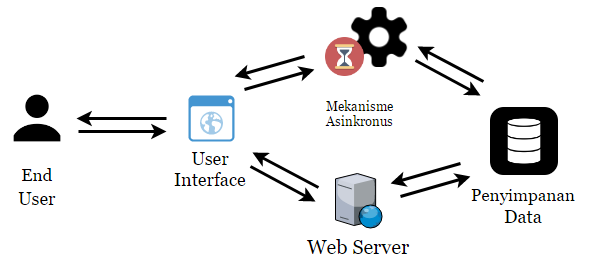 End
User
User
Interface
Mekanisme
Asinkronus
Web Server
Penyimpanan
Data